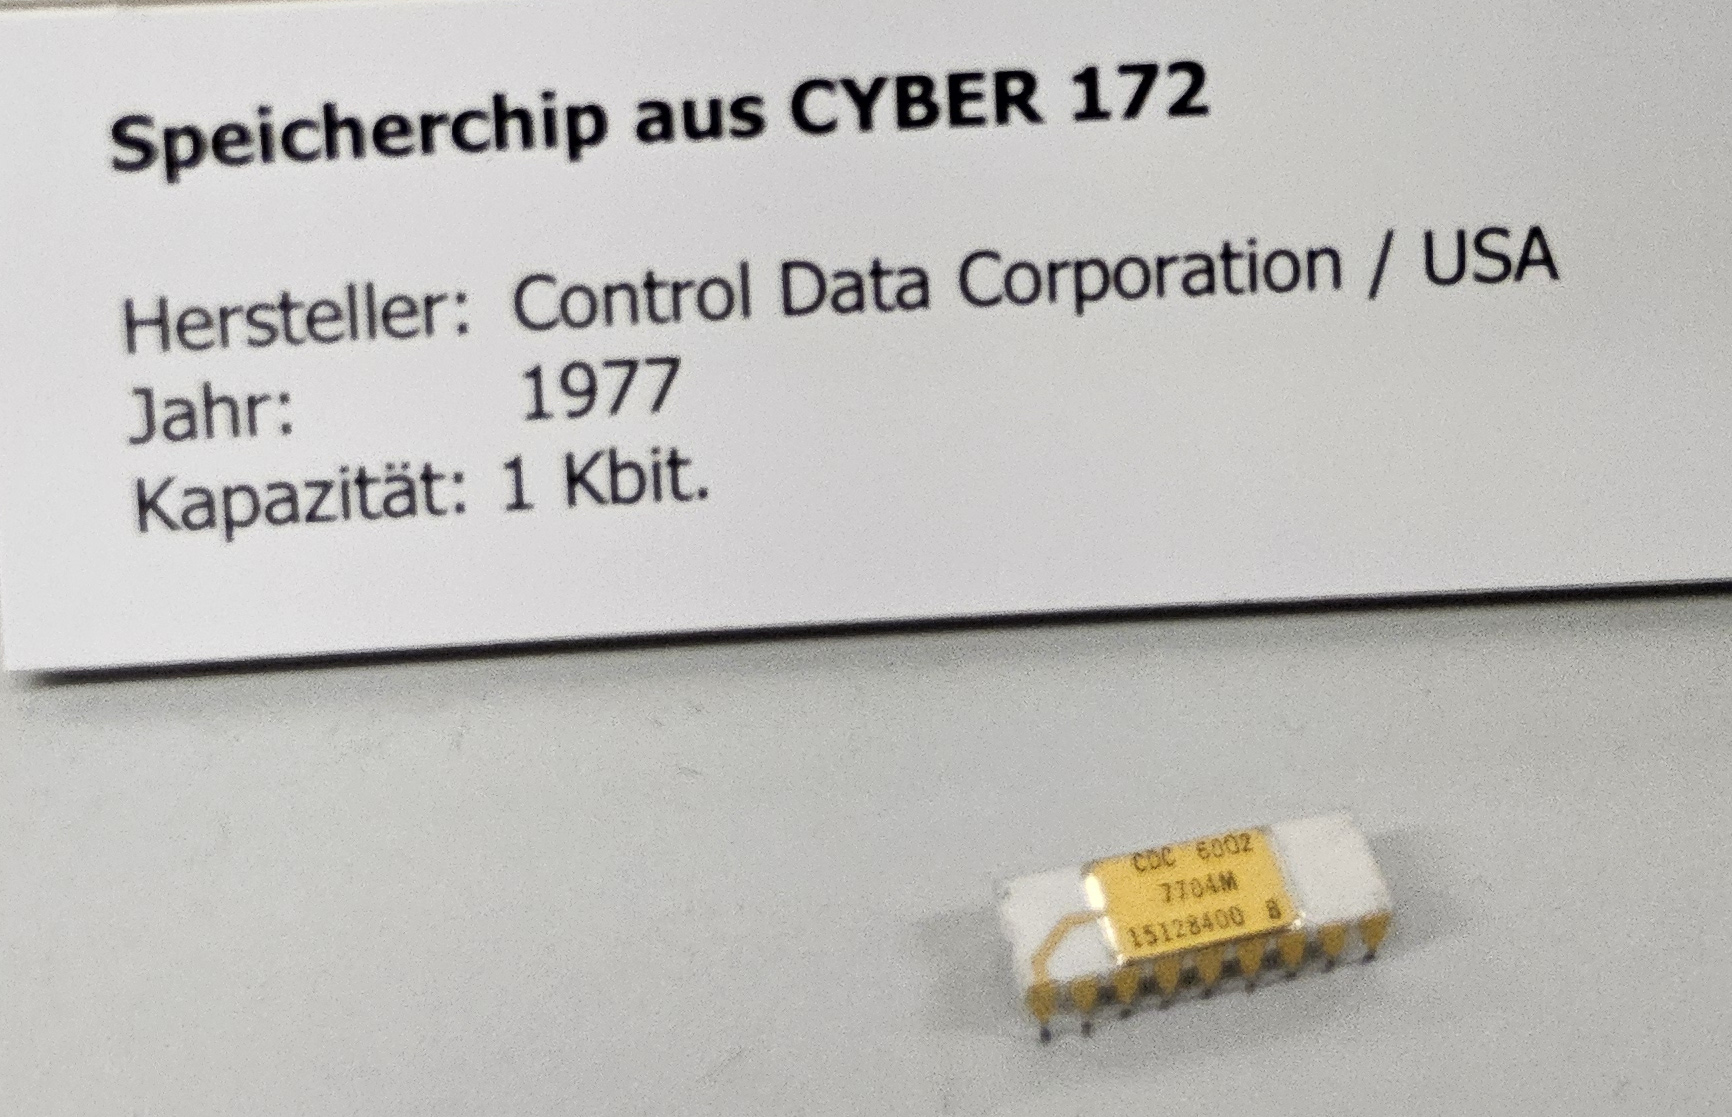 Speicherchip aus CYBER 172
Hersteller: Control Data Corporation / USA
Jahr: 1977
Kapazität: 1 Kbit.
CDC 6002
7704M
15128400 B